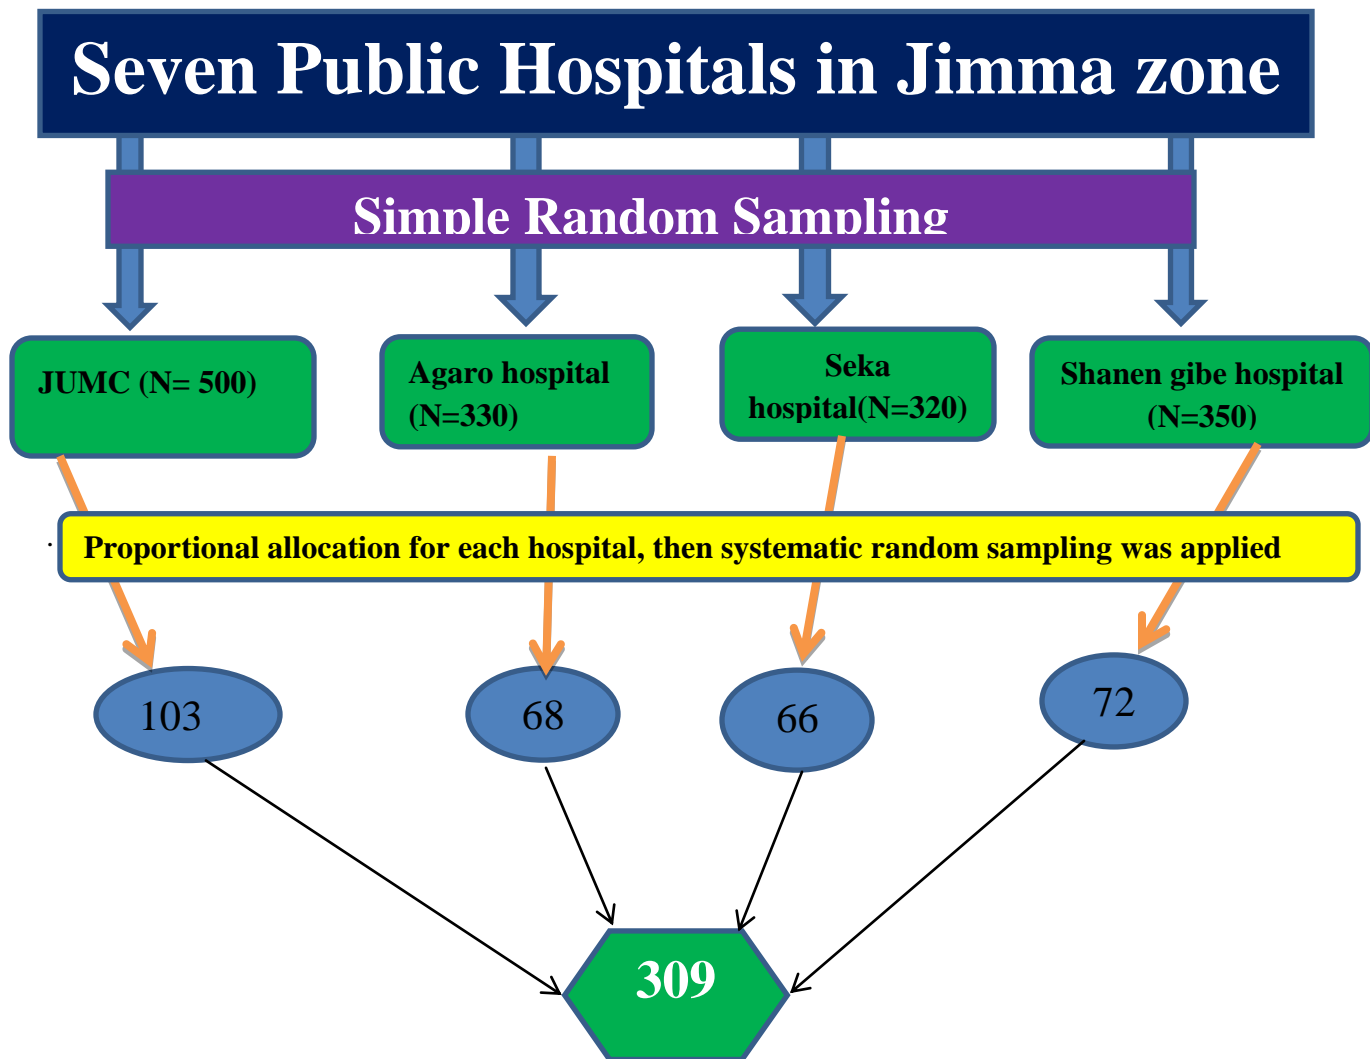 Seven Public Hospitals in Jimma zone
Simple Random Sampling
JUMC (N= 500)
Agaro hospital
(N=330)
Seka
hospital(N=320)
Shanen gibe hospital
(N=350)
. Proportional allocation for each hospital, then systematic random sampling was applied
103
68
66
72
309